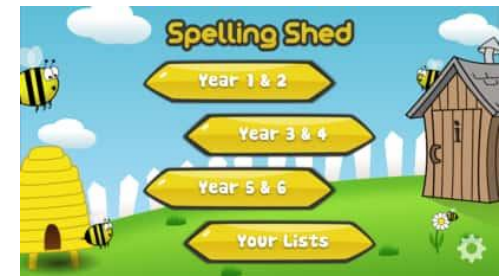 Spelling Shed
Year 1 & 2
Year 3 & 4
Year 5 & 6
Your Lists